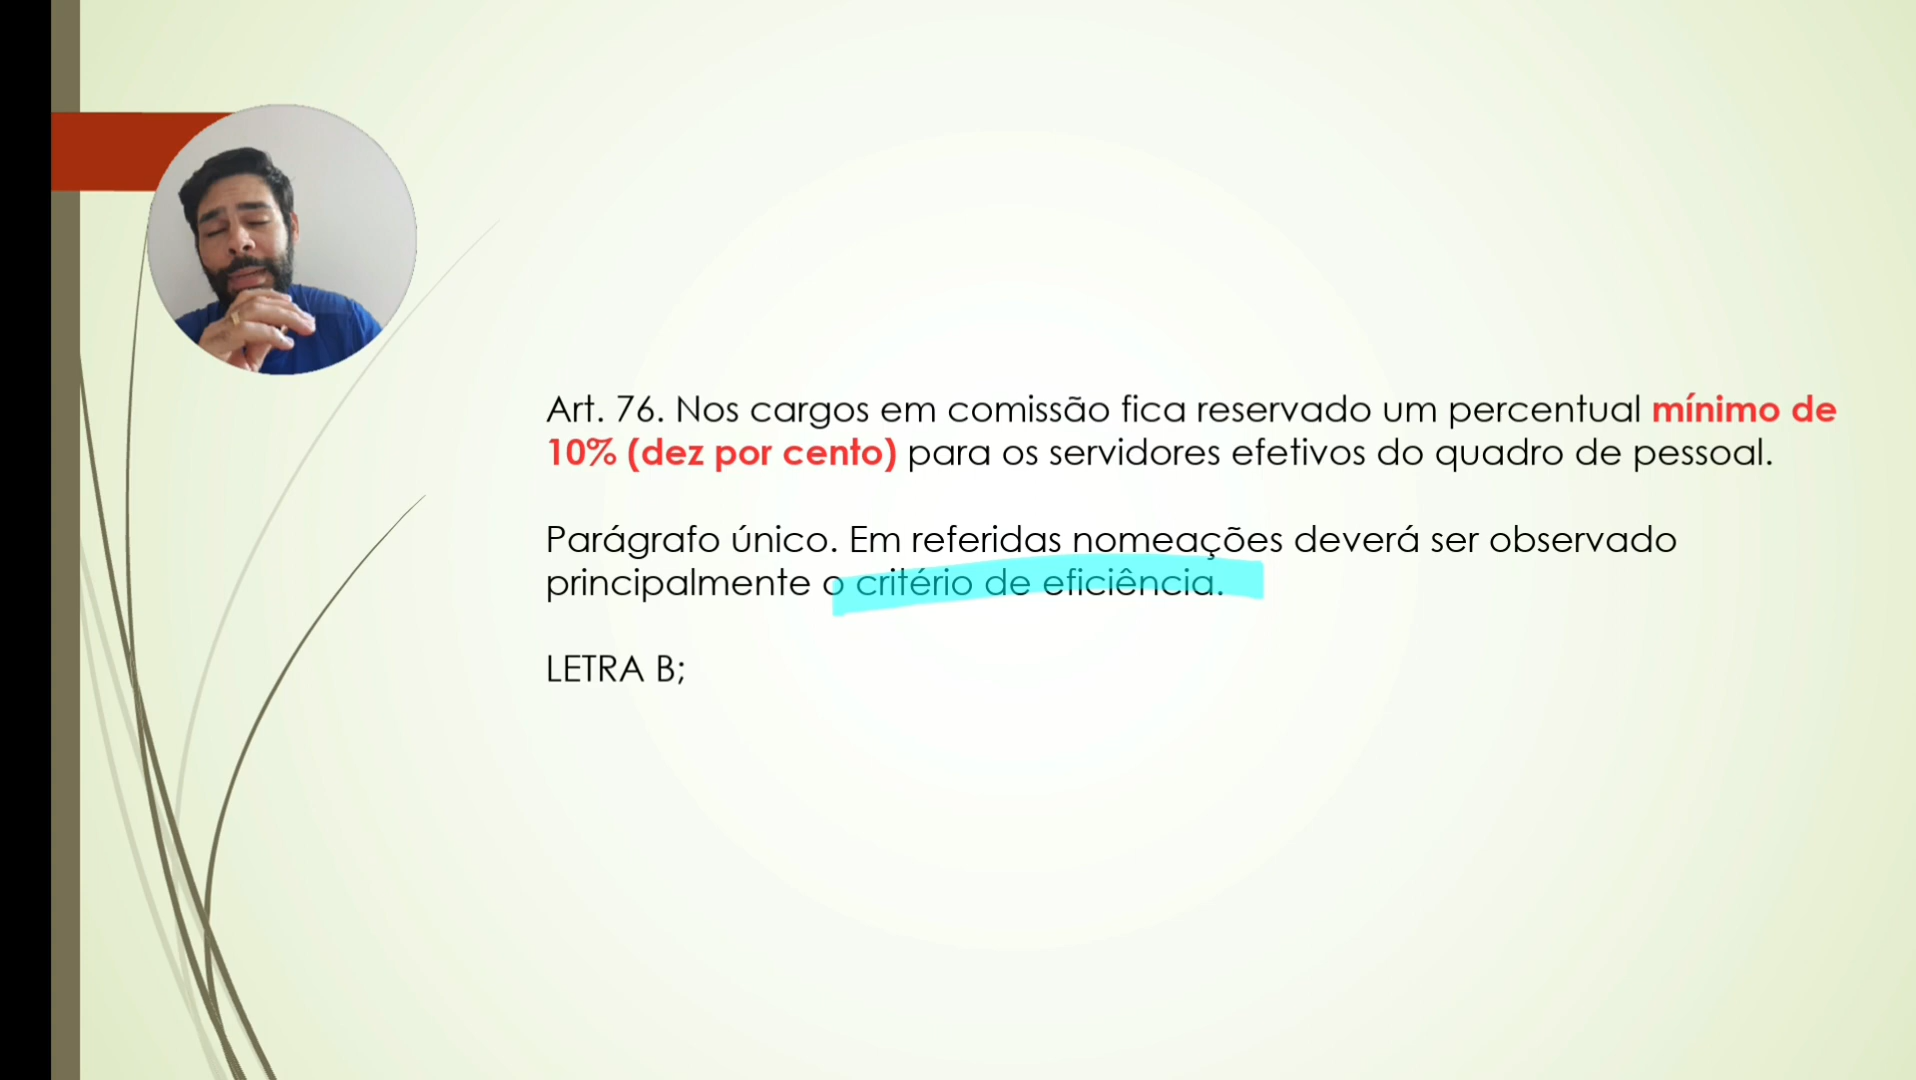 Art. 76. Nos cargos em comissão fica reservado um percentual mínimo de
10% (dez por cento) para os servidores efetivos do quadro de pessoal.
Parágrafo único. Em referidas nomeações deverá ser observado
principalmente o critério de eficiência.
LETRA B;